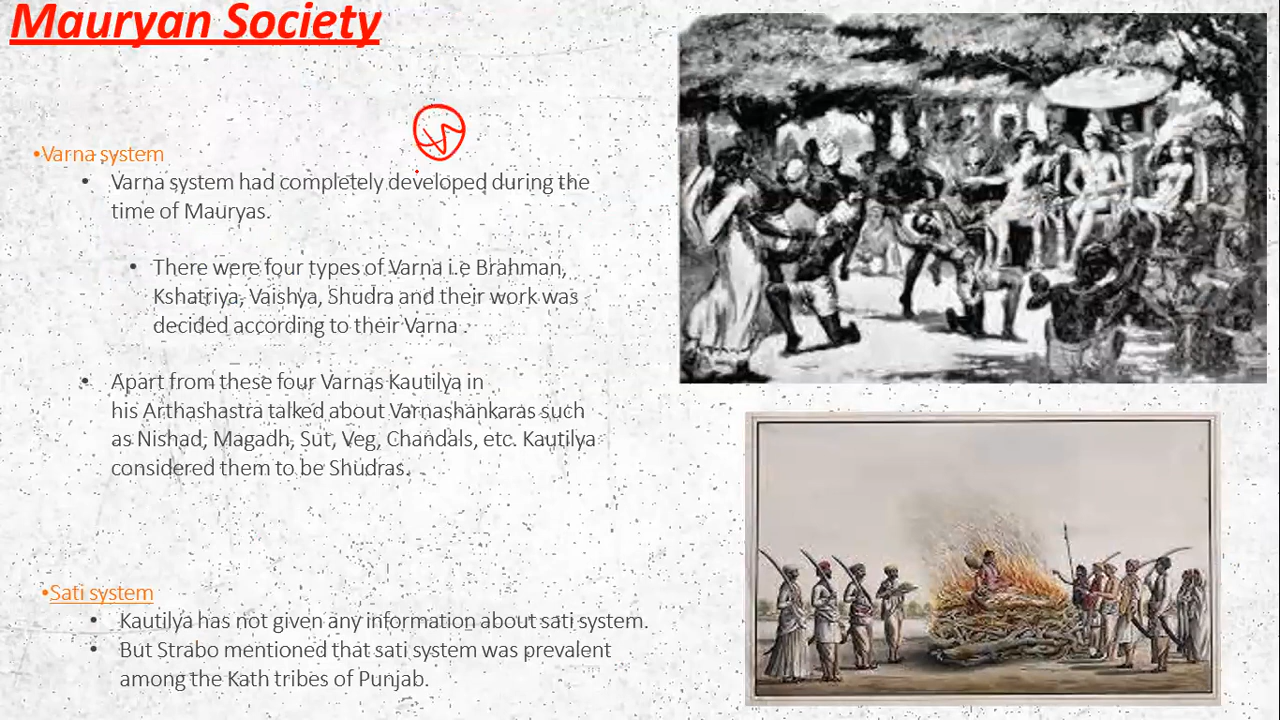 Mauryan Society
•Varna system
• Varna system had completely developed during the
time of Mauryas.
• There were four types of Varna i.e Brahman,
Kshatriya, Vaishya, Shudra and their work was
decided according to their Varna
• Apart from these four Varnas Kautilya in
his Arthashastra talked about Varnashankaras such
as Nishad, Magadh, Sut, Veg, Chandals, etc. Kautilya
considered them to be Shudras.
•Sati system
• Kautilya has not given any information about sati system.
• But Strabo mentioned that sati system was prevalent
among the Kath tribes of Punjab.